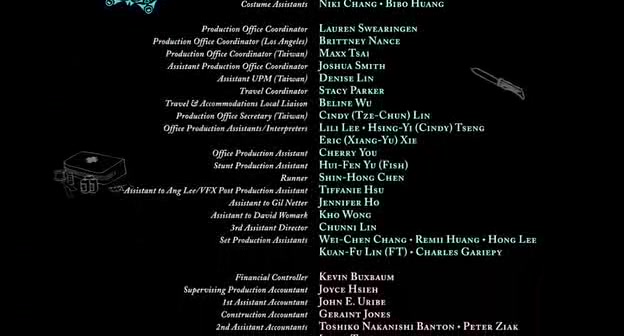 Costume Assistants NIKI CHANG • BIBO HUANG
Production Office Coordinator LAUREN SWEARINGEN
Production Office Coordinator (Los Angeles) BRITTNEY NANCE
Production Office Coordinator (Taiwan) MAXX TSAI
Assistant Production Office Coordinator JOSHUA SMITH
Assistant UPM (Taiwan) DENISE LIN
Travel Coordinator STACY PARKER
Travel & Accommodations Local Liaison BELINE WU
Production Office Secretary (Taiwan) CINDY (TZE-CHUN) LIN
Office Production Assistants/Interpreters LILI LEE • HSING-YI (CINDY) TSENG
ERIC (XIANG-YU) XIE
Office Production Assistant CHERRY YOU
Stunt Production Assistant HUI-FEN YU (FISH)
Runner SHIN-HONG CHEN
Assistant to Ang Lee/VFX Post Production Assistant TIFFANIE HSU
Assistant to Gil Netter JENNIFER HO
Assistant to David Womark KHO WONG
3rd Assistant Director CHUNNI LIN
Set Production Assistants WEI-CHEN CHANG • REMII HUANG • HONG LEE
KUAN-FU LIN (FT) • CHARLES GARIEPY
Financial Controller KEVIN BUXBAUM
Supervising Production Accountant JOYCE HSIEH
1st Assistant Accountant JOHN E. URIBE
Construction Accountant GERAINT JONES
2nd Assistant Accountants TOSHIKO NAKANISHI BANTON • PETER ZIAK